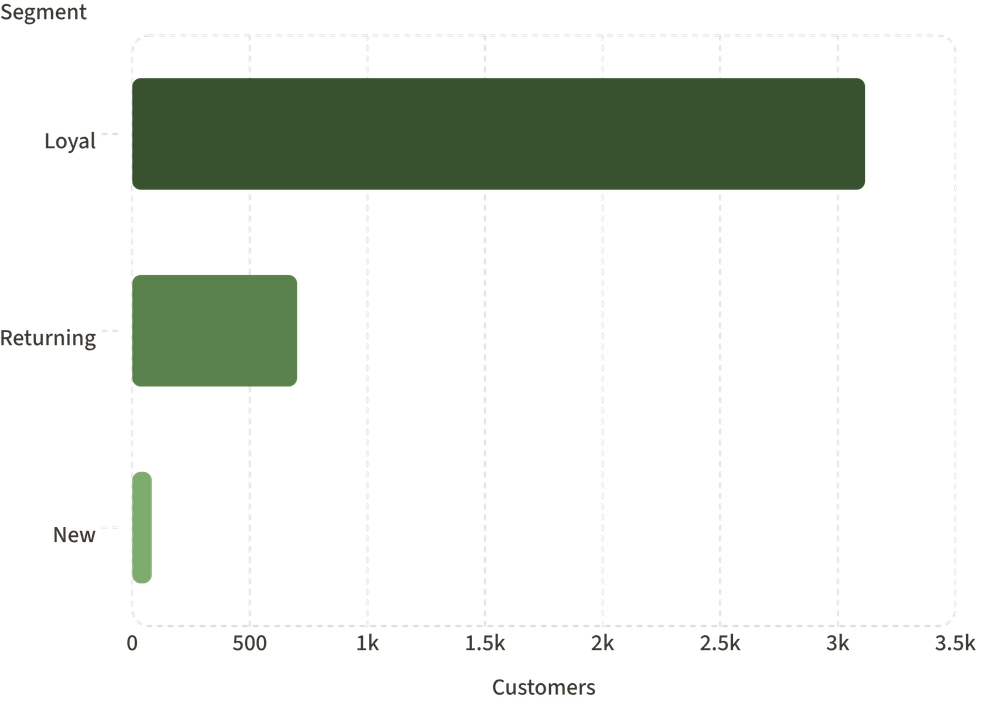 Segment
Loyal
Returning
New
0 500 1k 1.5k 2k 2.5k 3k 3.5k
Customers